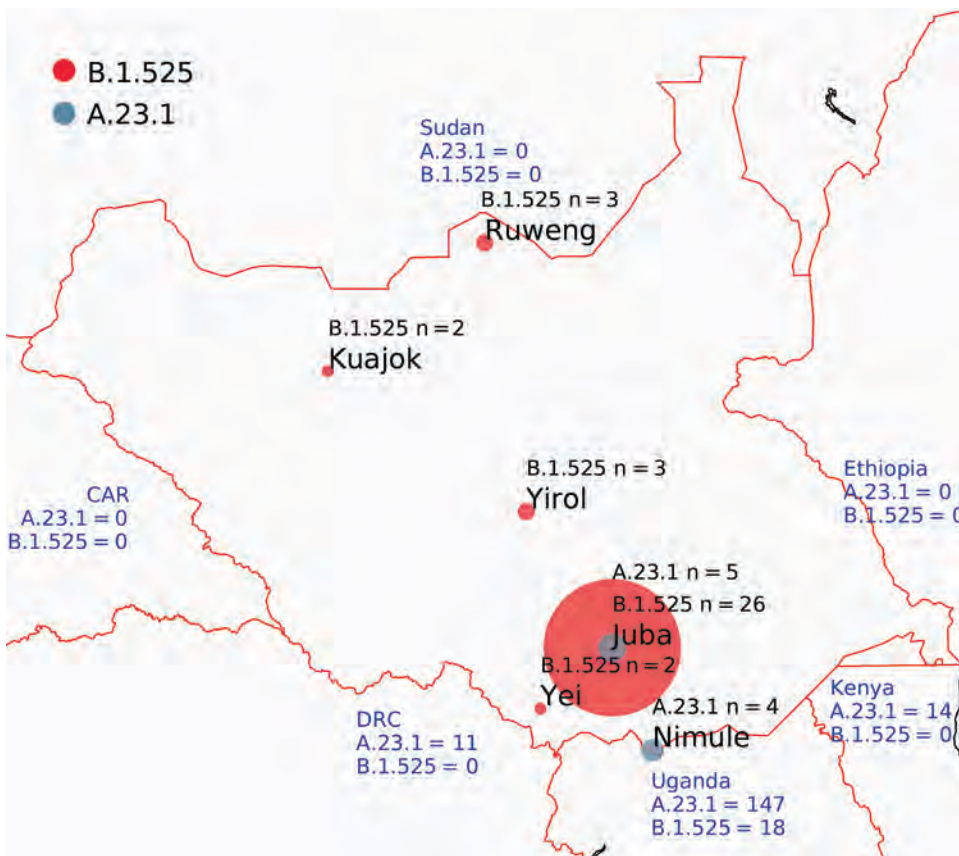 B.1.525
A.23.1
Sudan
A.23.1 = 0
B.1.525 = 0
B.1.525 n = 3
Ruweng
B.1.525 n = 2
Kuajok
B.1.525 n = 3
Yirol
Ethiopia
A.23.1 = 0
B.1.525 = 0
CAR
A.23.1 = 0
B.1.525 = 0
A.23.1 n = 5
B.1.525 n = 26
Juba
B.1.525 n = 2
Yei
A.23.1 n = 4
Nimule
Kenya
A.23.1 = 14
B.1.525 = 0
DRC
A.23.1 = 11
B.1.525 = 0
Uganda
A.23.1 = 147
B.1.525 = 18